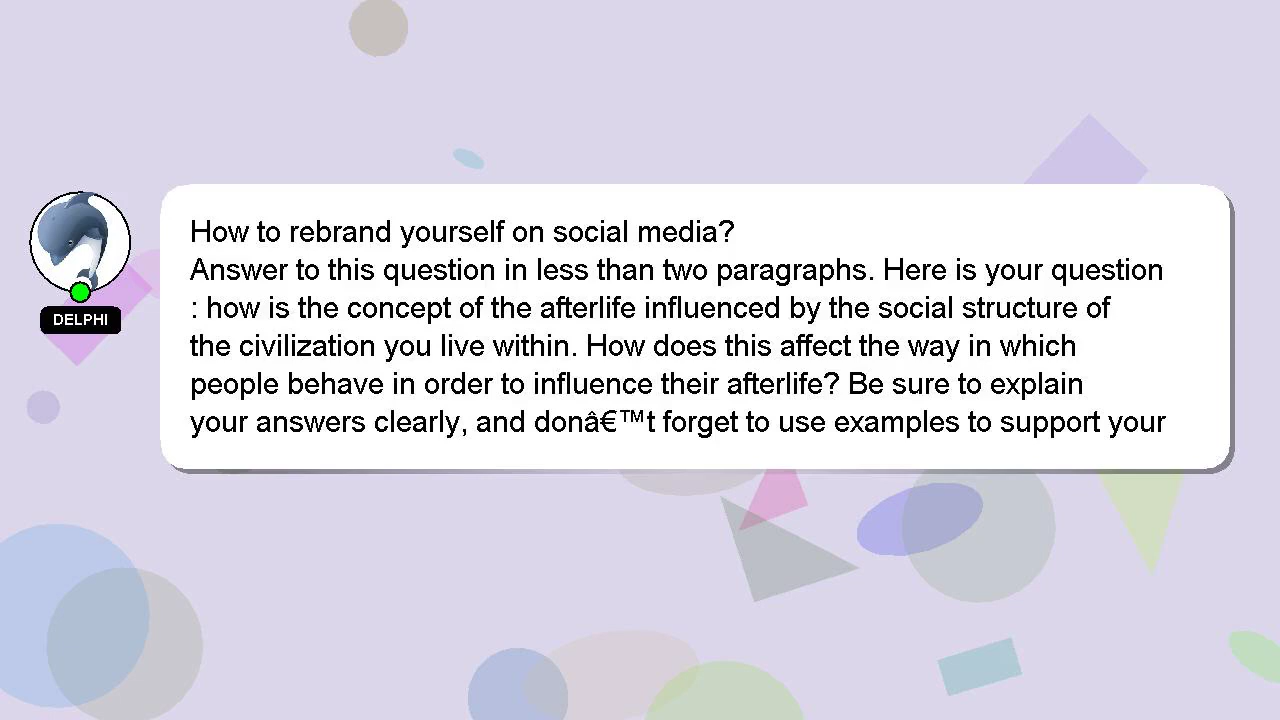 How to rebrand yourself on social media?
Answer to this question in less than two paragraphs. Here is your question
: how is the concept of the afterlife influenced by the social structure of
the civilization you live within. How does this affect the way in which
people behave in order to influence their afterlife? Be sure to explain
your answers clearly, and donâ€™t forget to use examples to support your
DELPHI